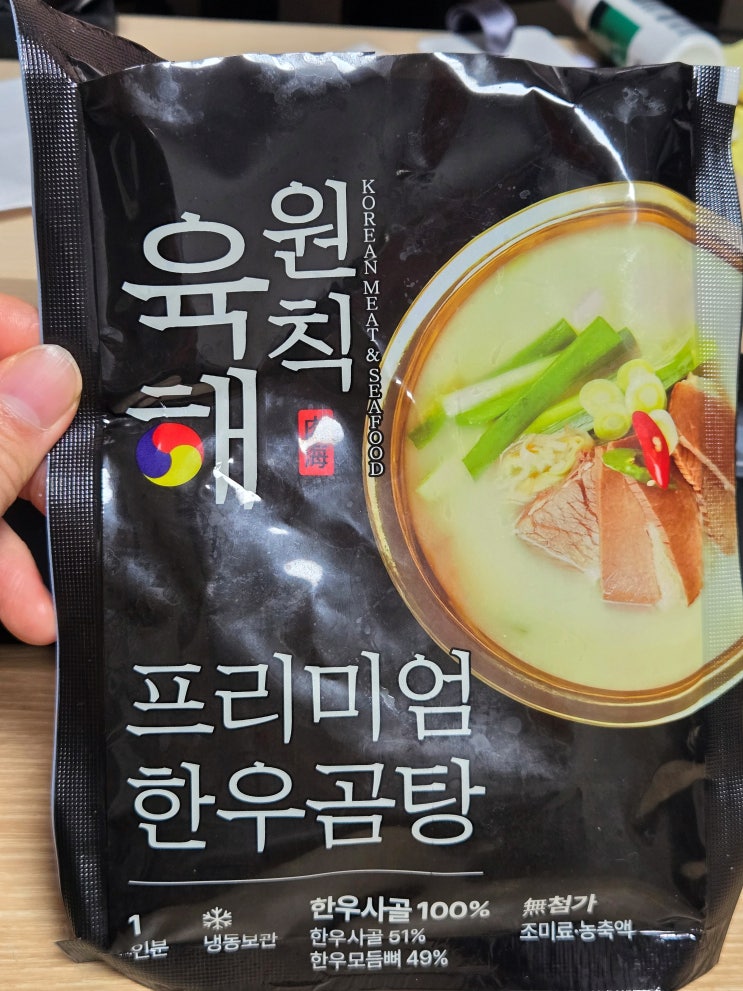 육해
원칙
KOREAN MEAT & SEAFOOD
프리미엄
한우곰탕
1
인분
냉동보관
한우사골 100%
한우사골 51%
한우모둠뼈 49%
無첨가
조미료·농축액